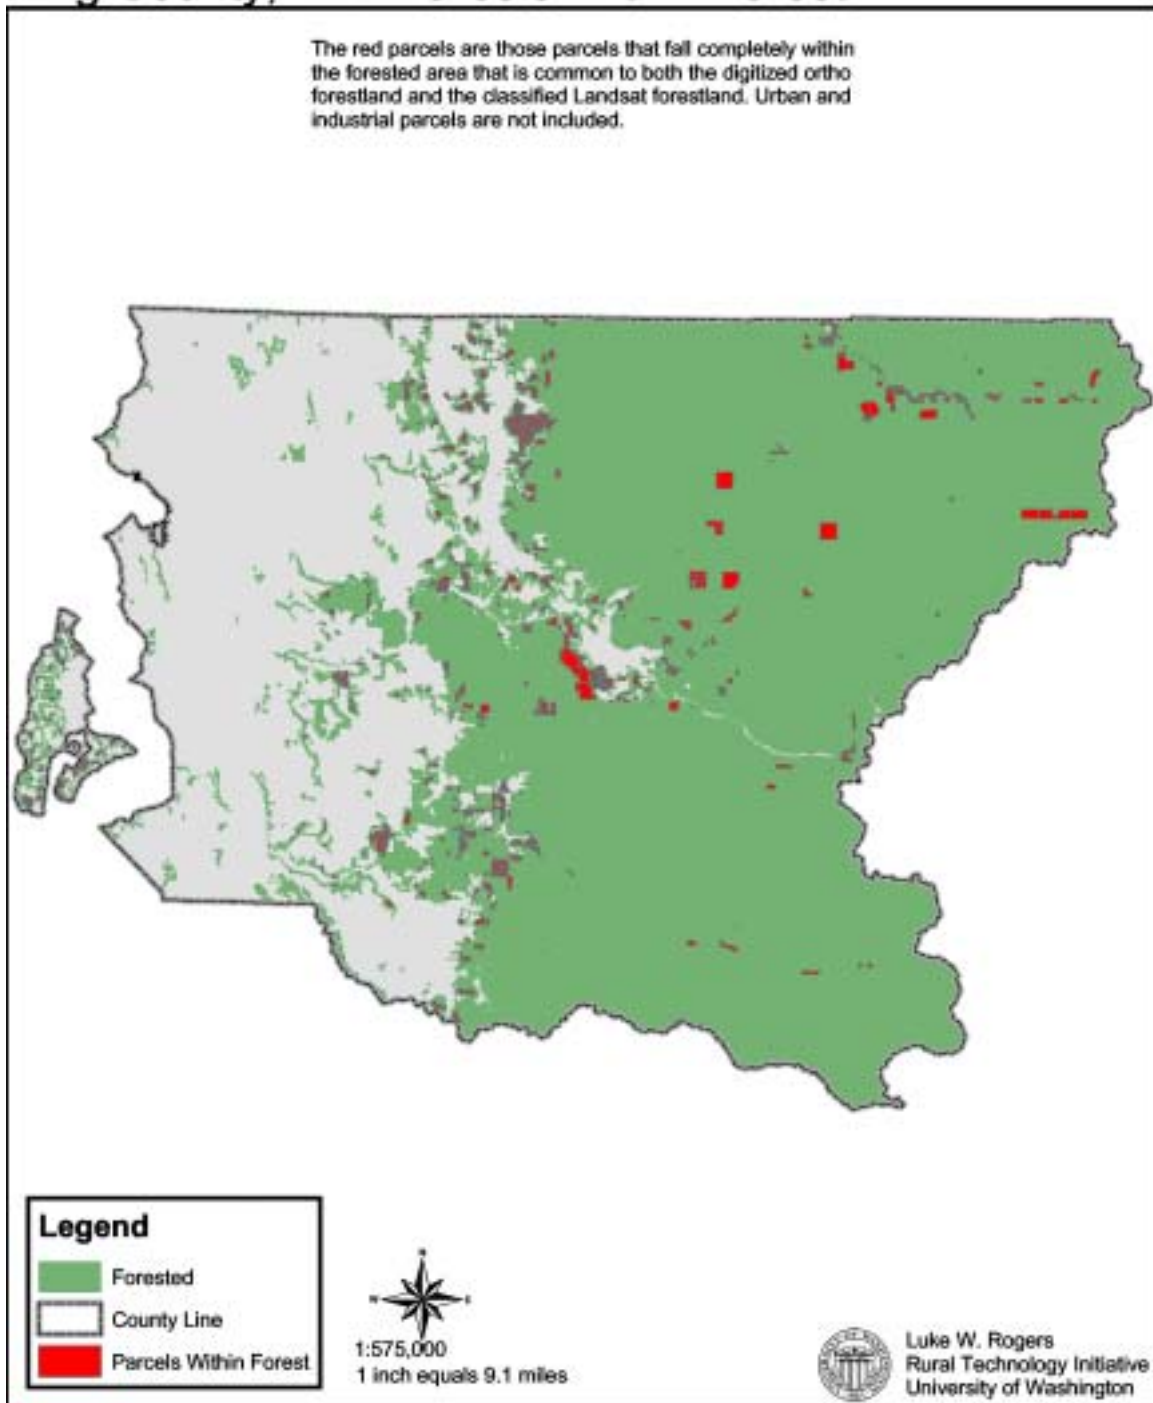 The red parcels are those parcels that fall completely within
the forested area that is common to both the digitized ortho
forestland and the classified Landsat forestland. Urban and
industrial parcels are not included.
Legend
Forested
County Line
Parcels Within Forest
N
W E
S
1:575,000
1 inch equals 9.1 miles
Luke W. Rogers
Rural Technology Initiative
University of Washington